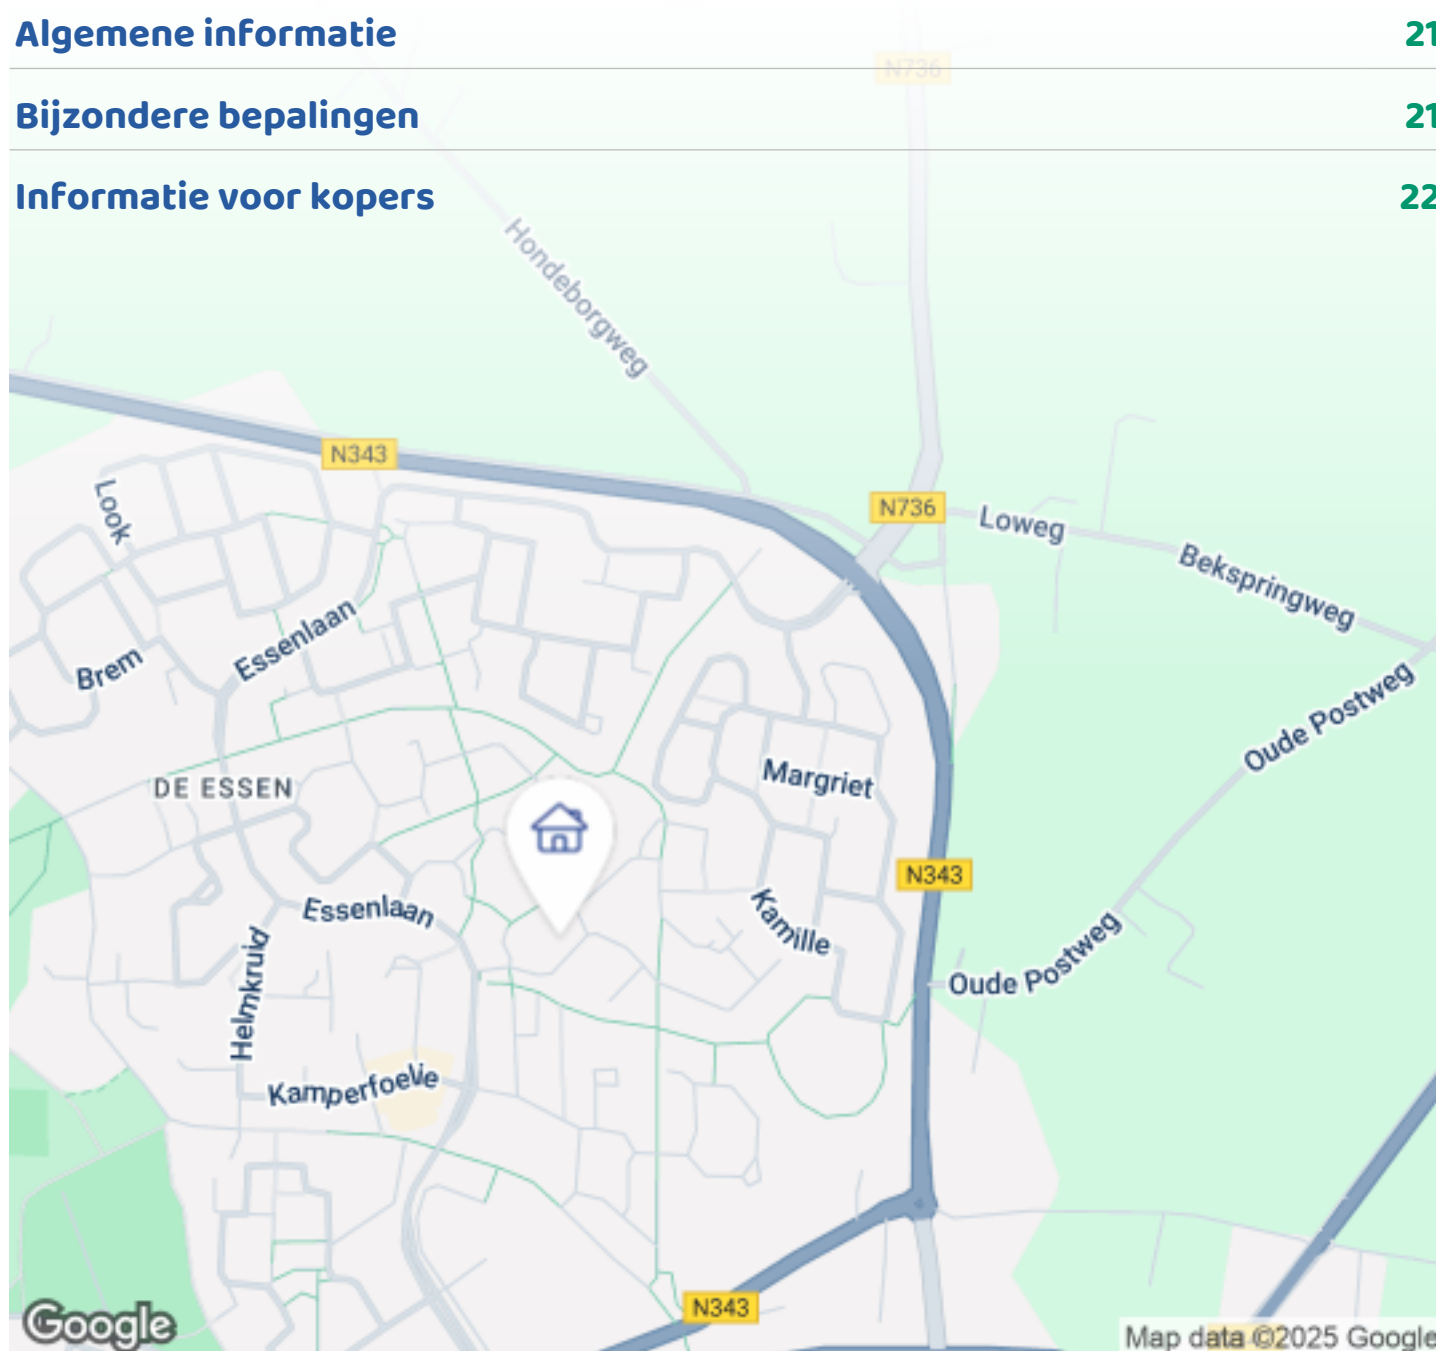 Algemene informatie 21
N736
Bijzondere bepalingen 21
Informatie voor kopers 22
Hondeborgweg
N343
Look
N736
Loweg
Bekspringweg
Essenlaan
Brem
Oude Postweg
Margriet
DE ESSEN
N343
Essenlaan
Kamille
Helmkruid
Oude Postweg
Kamperfoelie
N343
Google
Map data ©2025 Google